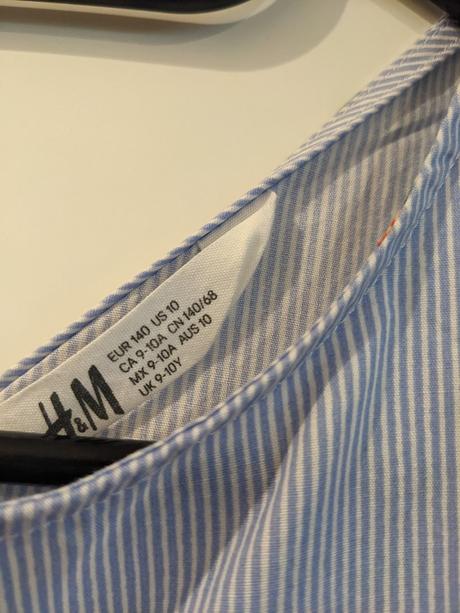 H&M
EUR 140 US 10
CA 9-10A CN 140/68
MX 9-10A AUS 10
UK 9-10Y